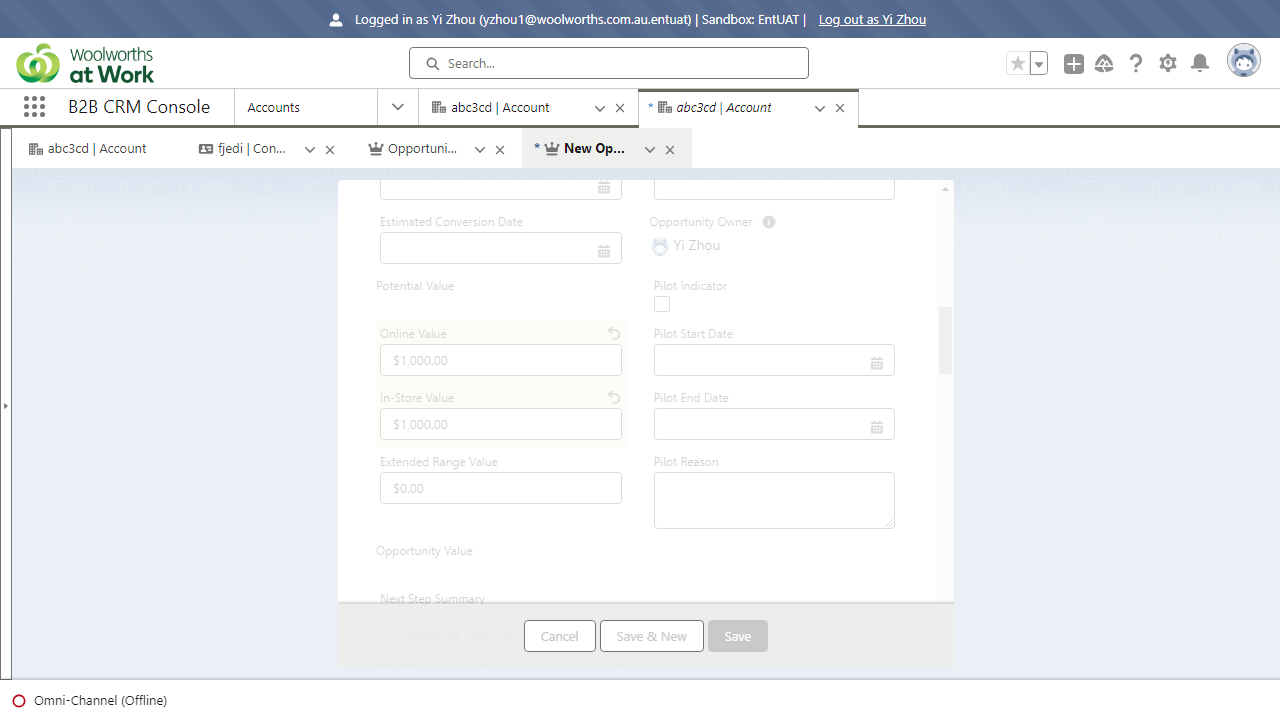 Logged in as Yi Zhou (yzhou1@woolworths.com.au.entuat) | Sandbox: EntUAT | Log out as Yi Zhou
Woolworths
at Work
Search...
B2B CRM Console
Accounts
abc3cd | Account
* abc3cd | Account
abc3cd | Account
fjedi | Con...
Opportuni...
* New Op...
Estimated Conversion Date
Opportunity Owner
Yi Zhou
Potential Value
Pilot Indicator
Online Value
$1,000.00
Pilot Start Date
In-Store Value
$1,000.00
Pilot End Date
Extended Range Value
$0.00
Pilot Reason
Opportunity Value
Next Step Summary
Cancel
Save & New
Save
Omni-Channel (Offline)